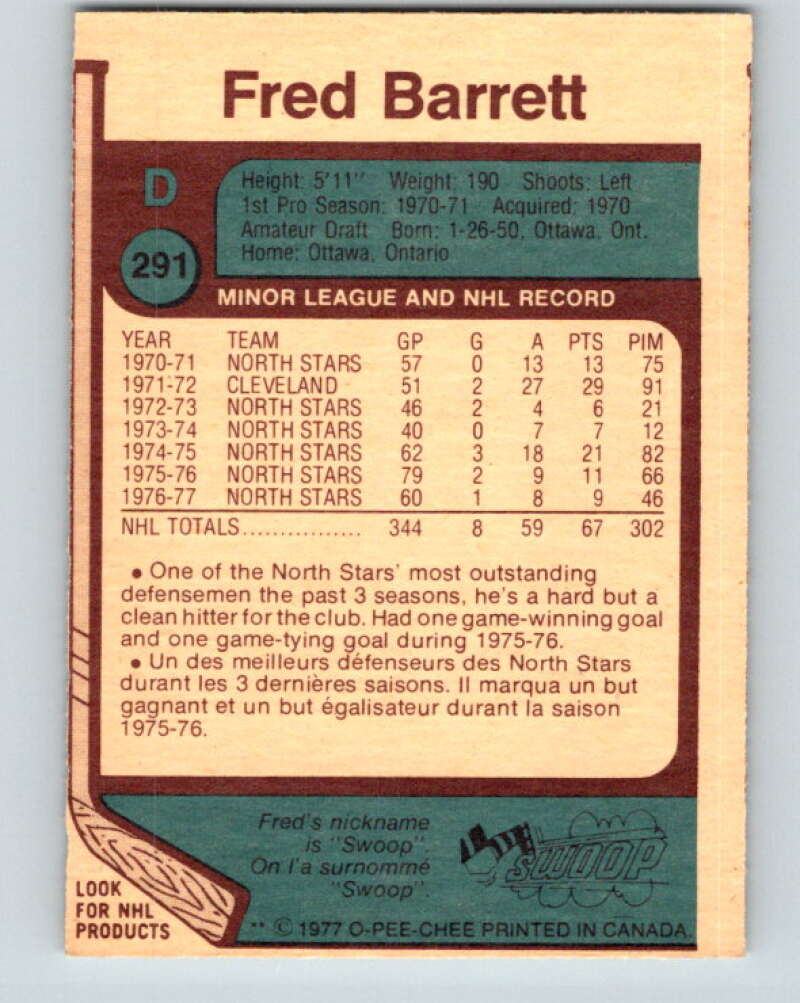 Fred Barrett
D
Height: 5'11" Weight: 190 Shoots: Left
1st Pro Season: 1970-71 Acquired: 1970
Amateur Draft Born: 1-26-50, Ottawa, Ont.
Home: Ottawa, Ontario
291
MINOR LEAGUE AND NHL RECORD
YEAR TEAM GP G A PTS PIM
1970-71 NORTH STARS 57 0 13 13 75
1971-72 CLEVELAND 51 2 27 29 91
1972-73 NORTH STARS 46 2 4 6 21
1973-74 NORTH STARS 40 0 7 7 12
1974-75 NORTH STARS 62 3 18 21 82
1975-76 NORTH STARS 79 2 9 11 66
1976-77 NORTH STARS 60 1 8 9 46
NHL TOTALS................ 344 8 59 67 302
• One of the North Stars' most outstanding
defensemen the past 3 seasons, he's a hard but a
clean hitter for the club. Had one game-winning goal
and one game-tying goal during 1975-76.
• Un des meilleurs défenseurs des North Stars
durant les 3 dernières saisons. Il marqua un but
gagnant et un but égalisateur durant la saison
1975-76.
Fred's nickname
is "Swoop".
On l'a surnommé
"Swoop".
SWOOP
LOOK
FOR NHL
PRODUCTS
** © 1977 O-PEE-CHEE PRINTED IN CANADA.